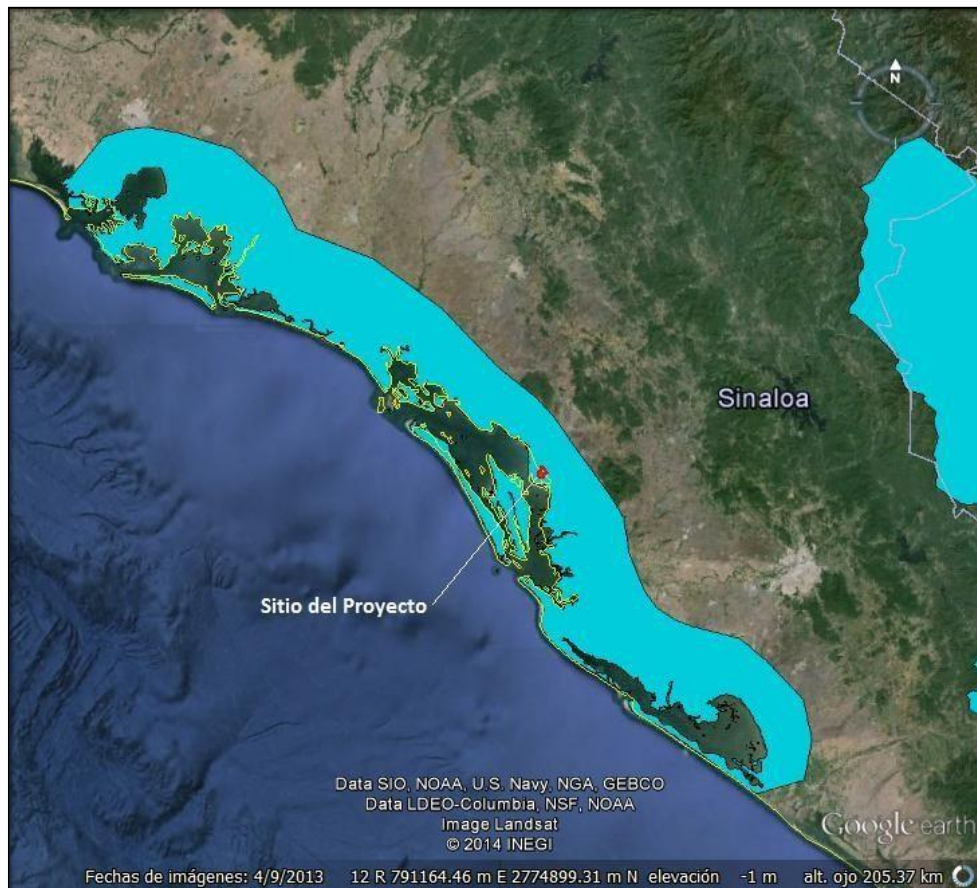 N
Sinaloa
Sitio del Proyecto
Data SIO, NOAA, U.S. Navy, NGA, GEBCO
Data LDEO-Columbia, NSF, NOAA
Image Landsat
© 2014 INEGI
Google earth
Fechas de imágenes: 4/9/2013 12 R 791164.46 m E 2774899.31 m N elevación -1 m alt. ojo 205.37 km